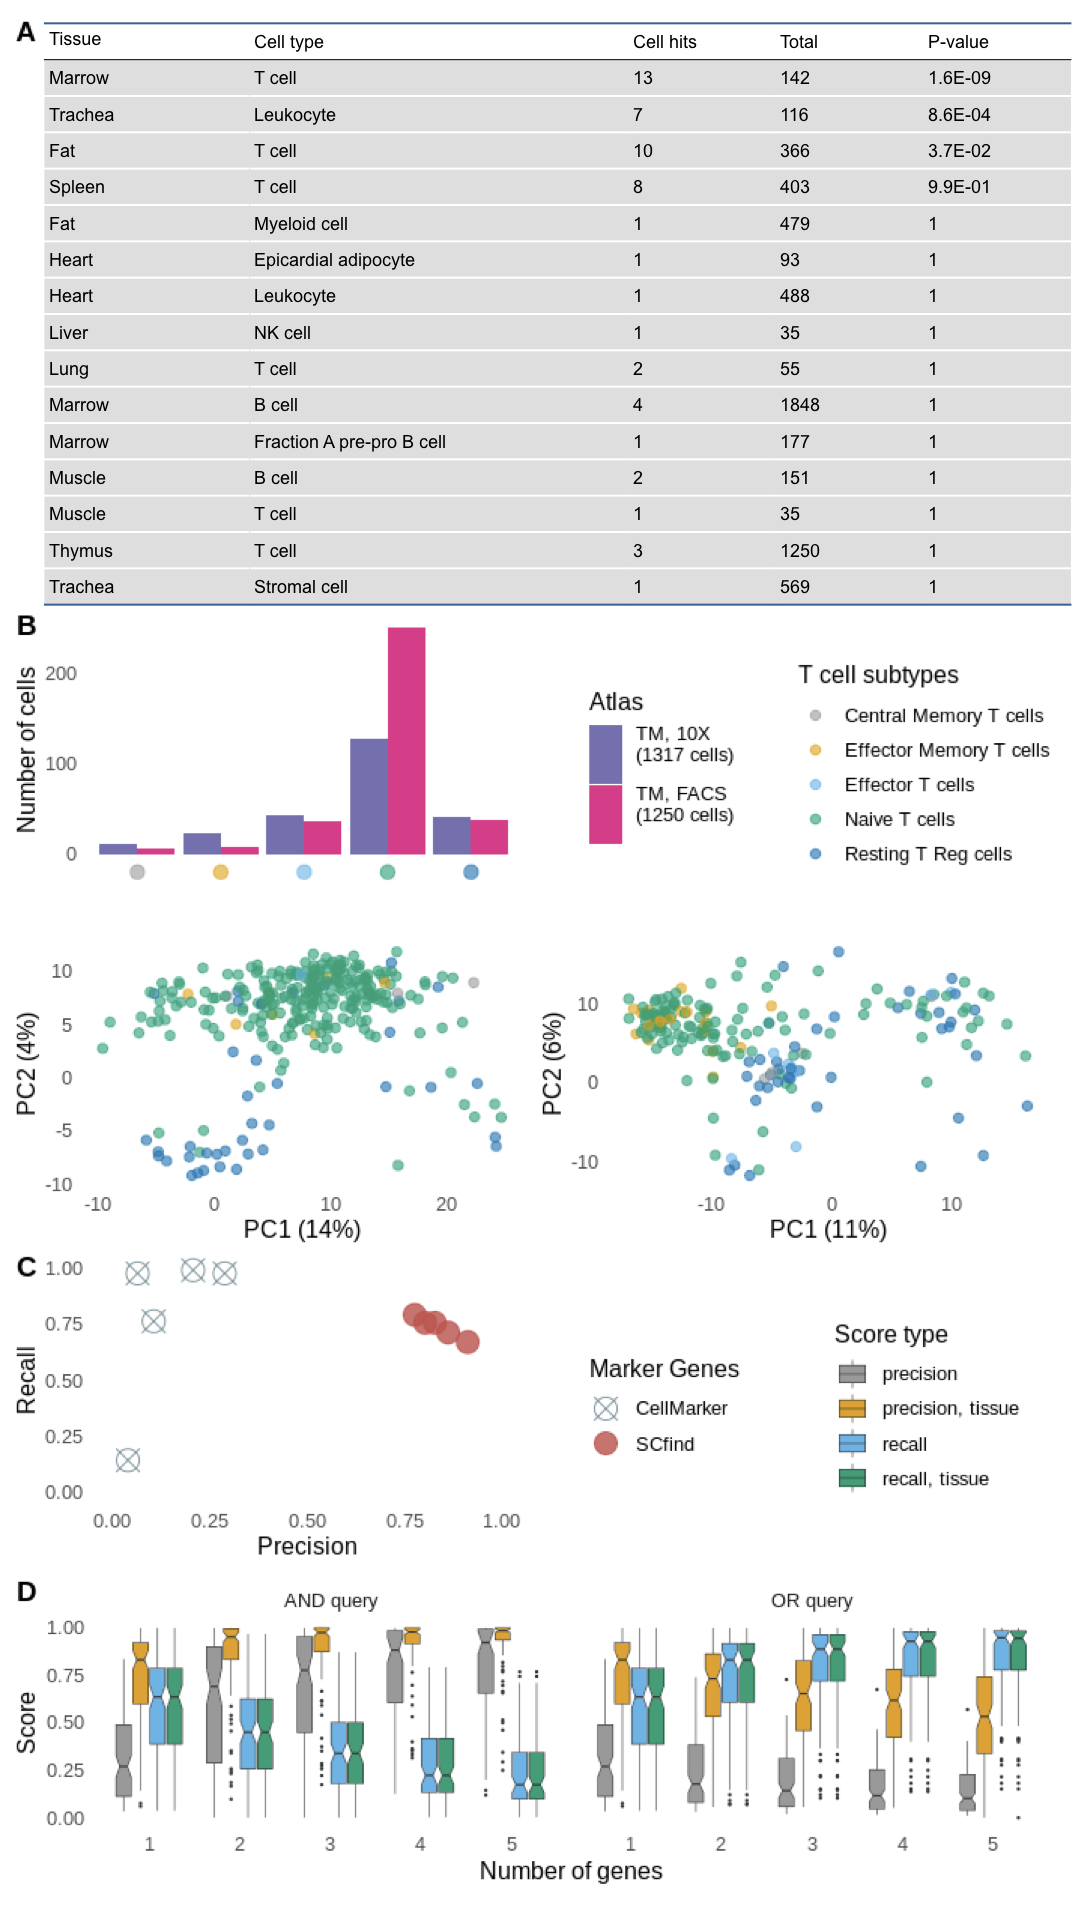 A
Tissue Cell type Cell hits Total P-value
Marrow T cell 13 142 1.6E-09
Trachea Leukocyte 7 116 8.6E-04
Fat T cell 10 366 3.7E-02
Spleen T cell 8 403 9.9E-01
Fat Myeloid cell 1 479 1
Heart Epicardial adipocyte 1 93 1
Heart Leukocyte 1 488 1
Liver NK cell 1 35 1
Lung T cell 2 55 1
Marrow B cell 4 1848 1
Marrow Fraction A pre-pro B cell 1 177 1
Muscle B cell 2 151 1
Muscle T cell 1 35 1
Thymus T cell 3 1250 1
Trachea Stromal cell 1 569 1
B
Number of cells
200
100
0
Atlas
TM, 10X
(1317 cells)
TM, FACS
(1250 cells)
T cell subtypes
Central Memory T cells
Effector Memory T cells
Effector T cells
Naive T cells
Resting T Reg cells
PC2 (4%)
10
5
0
-5
-10
-10 0 10 20
PC1 (14%)
PC2 (6%)
10
0
-10
-10 0 10
PC1 (11%)
C
Recall
1.00
0.75
0.50
0.25
0.00
0.00 0.25 0.50 0.75 1.00
Precision
Marker Genes
CellMarker
SCfind
Score type
precision
precision, tissue
recall
recall, tissue
D
AND query OR query
Score
1.00
0.75
0.50
0.25
0.00
1 2 3 4 5 1 2 3 4 5
Number of genes